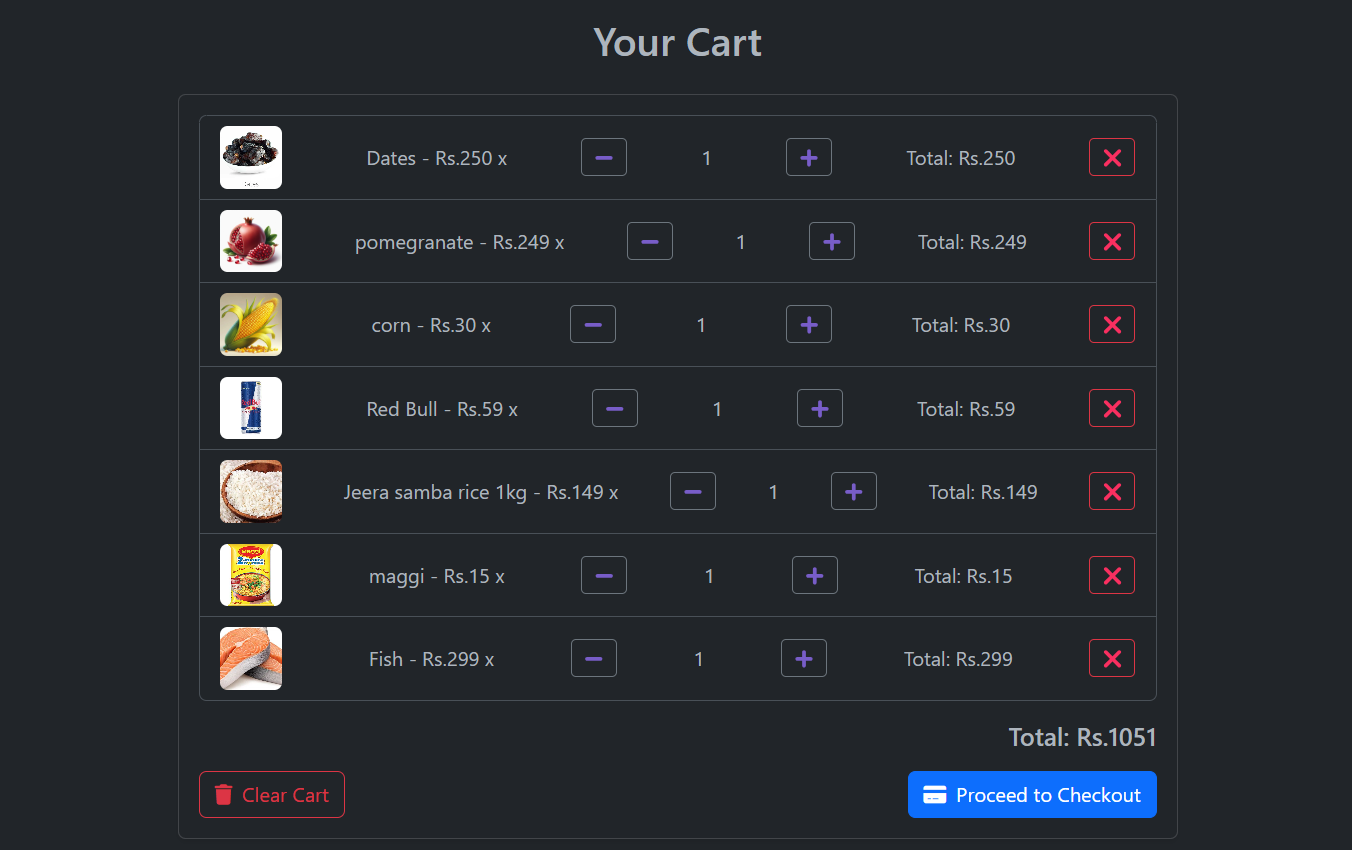 Your Cart
Dates - Rs.250 x 1 Total: Rs.250
pomegranate - Rs.249 x 1 Total: Rs.249
corn - Rs.30 x 1 Total: Rs.30
Red Bull - Rs.59 x 1 Total: Rs.59
Jeera samba rice 1kg - Rs.149 x 1 Total: Rs.149
MAGGI
maggi - Rs.15 x 1 Total: Rs.15
Fish - Rs.299 x 1 Total: Rs.299
Total: Rs.1051
Clear Cart Proceed to Checkout